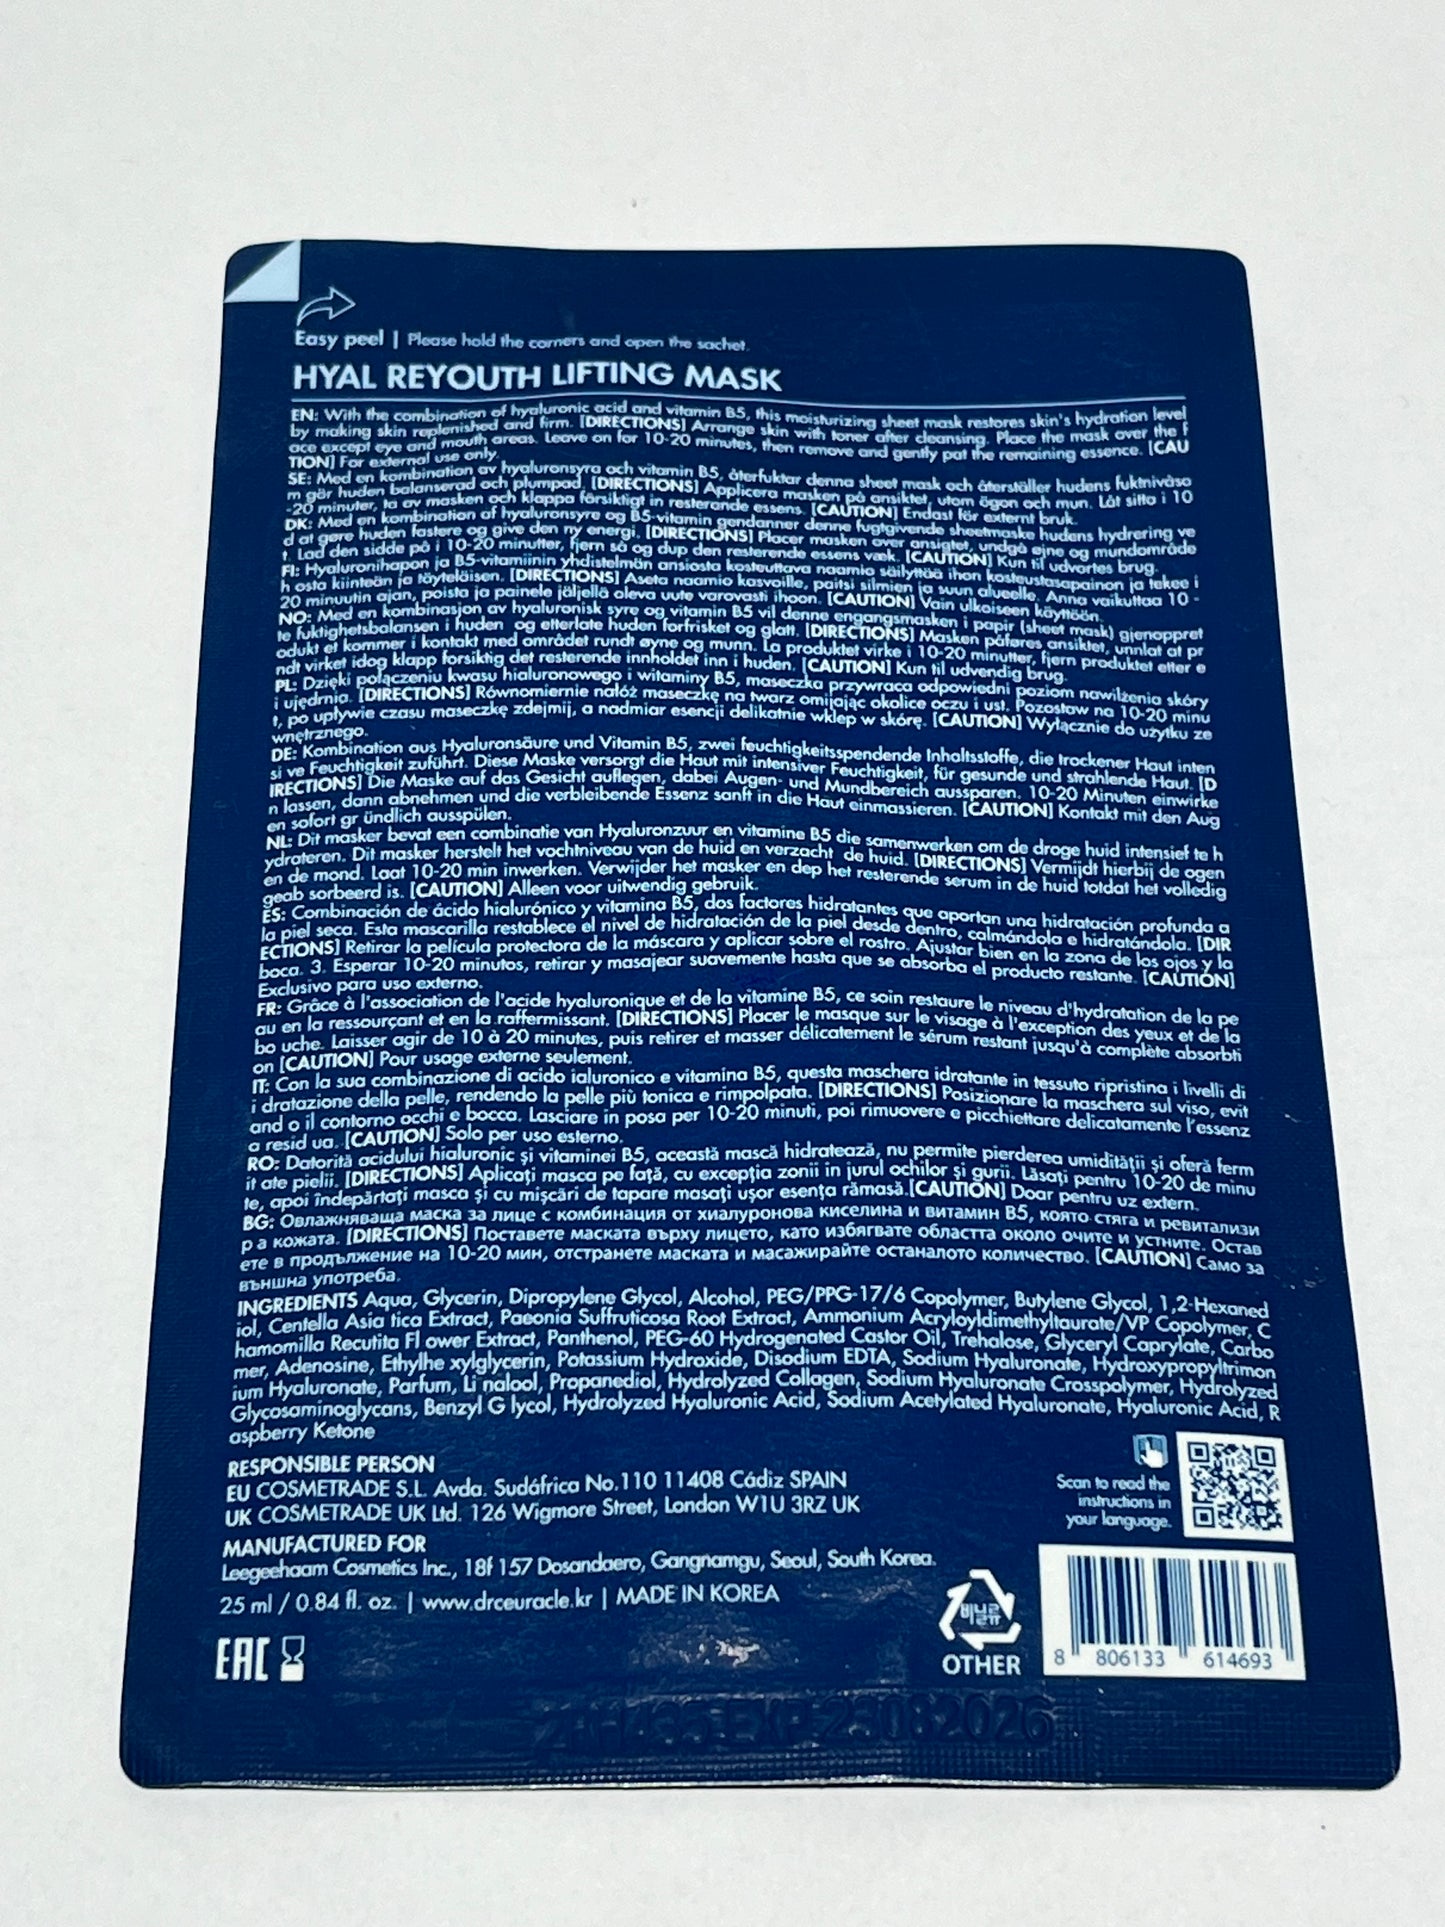 Easy peel | Please hold the corners and open the sachet.
HYAL REYOUTH LIFTING MASK
EN: With the combination of hyaluronic acid and vitamin B5, this moisturizing sheet mask restores skin's hydration level
by making skin replenished and firm. [DIRECTIONS] Arrange skin with toner after cleansing. Place the mask over the f
ace except eye and mouth areas. Leave on for 10-20 minutes, then remove and gently pat the remaining essence. [CAU
TION] For external use only.
SE: Med en kombination av hyaluronsyra och vitamin B5, återfuktar denna sheet mask och återställer hudens fuktnivåso
m gör huden balanserad och plumpad. [DIRECTIONS] Applicera masken på ansiktet, utom ögon och mun. Låt sitta i 10
-20 minuter, ta av masken och klappa försiktigt in resterande essens. [CAUTION] Endast för externt bruk.
DK: Med en kombination af hyaluronsyre og B5-vitamin gendanner denne fugtgivende sheetmaske hudens hydrering ve
d at gøre huden fastere og give den ny energi. [DIRECTIONS] Placer masken over ansigtet, undgå øjne og mundområde
t. Lad den sidde på i 10-20 minutter, fjern så og dup den resterende essens væk. [CAUTION] Kun til udvortes brug.
FI: Hyaluronihapon ja B5-vitamiinin yhdistelmän ansiosta kosteuttava naamio säilyttää ihon kosteustasapainon ja tekee i
h osta kiinteän ja täyteläisen. [DIRECTIONS] Aseta naamio kasvoille, paitsi silmien ja suun alueelle. Anna vaikuttaa 10 -
20 minuutin ajan, poista ja painele jäljellä oleva uute varovasti ihoon. [CAUTION] Vain ulkoiseen käyttöön.
NO: Med en kombinasjon av hyaluronisk syre og vitamin B5 vil denne engangsmasken i papir (sheet mask) gjenoppret
te fuktighetsbalansen i huden og etterlate huden forfrisket og glatt. [DIRECTIONS] Masken påføres ansiktet, unnlat at pr
odukt et kommer i kontakt med området rundt øyne og munn. La produktet virke i 10-20 minutter, fjern produktet etter e
ndt virket idog klapp forsiktig det resterende innholdet inn i huden. [CAUTION] Kun til udvendig brug.
PL: Dzięki połączeniu kwasu hialuronowego i witaminy B5, maseczka przywraca odpowiedni poziom nawilżenia skóry
i ujędrnia. [DIRECTIONS] Równomiernie nałóż maseczkę na twarz omijając okolice oczu i ust. Pozostaw na 10-20 minu
t, po upływie czasu maseczkę zdejmij, a nadmiar esencji delikatnie wklep w skórę. [CAUTION] Wyłącznie do użytku ze
wnętrznego.
DE: Kombination aus Hyaluronsäure und Vitamin B5, zwei feuchtigkeitsspendende Inhaltsstoffe, die trockener Haut inten
si ve Feuchtigkeit zuführt. Diese Maske versorgt die Haut mit intensiver Feuchtigkeit, für gesunde und strahlende Haut. [D
IRECTIONS] Die Maske auf das Gesicht auflegen, dabei Augen- und Mundbereich aussparen. 10-20 Minuten einwirke
n lassen, dann abnehmen und die verbleibende Essenz sanft in die Haut einmassieren. [CAUTION] Kontakt mit den Aug
en sofort gr ündlich ausspülen.
NL: Dit masker bevat een combinatie van Hyaluronzuur en vitamine B5 die samenwerken om de droge huid intensief te h
ydrateren. Dit masker herstelt het vochtniveau van de huid en verzacht de huid. [DIRECTIONS] Vermijdt hierbij de ogen
en de mond. Laat 10-20 min inwerken. Verwijder het masker en dep het resterende serum in de huid totdat het volledig
geab sorbeerd is. [CAUTION] Alleen voor uitwendig gebruik.
ES: Combinación de ácido hialurónico y vitamina B5, dos factores hidratantes que aportan una hidratación profunda a
la piel seca. Esta mascarilla restablece el nivel de hidratación de la piel desde dentro, calmándola e hidratándola. [DIR
ECTIONS] Retirar la película protectora de la máscara y aplicar sobre el rostro. Ajustar bien en la zona de los ojos y la
boca. 3. Esperar 10-20 minutos, retirar y masajear suavemente hasta que se absorba el producto restante. [CAUTION]
Exclusivo para uso externo.
FR: Grâce à l'association de l'acide hyaluronique et de la vitamine B5, ce soin restaure le niveau d'hydratation de la pe
au en la ressourçant et en la raffermissant. [DIRECTIONS] Placer le masque sur le visage à l'exception des yeux et de la
bo uche. Laisser agir de 10 à 20 minutes, puis retirer et masser délicatement le sérum restant jusqu'à complète absorbti
on [CAUTION] Pour usage externe seulement.
IT: Con la sua combinazione di acido ialuronico e vitamina B5, questa maschera idratante in tessuto ripristina i livelli di
i dratazione della pelle, rendendo la pelle più tonica e rimpolpata. [DIRECTIONS] Posizionare la maschera sul viso, evit
and o il contorno occhi e bocca. Lasciare in posa per 10-20 minuti, poi rimuovere e picchiettare delicatamente l'essenz
a resid ua. [CAUTION] Solo per uso esterno.
RO: Datorită acidului hialuronic și vitaminei B5, această mască hidratează, nu permite pierderea umidității și oferă ferm
it ate pielii. [DIRECTIONS] Aplicați masca pe față, cu excepția zonii in jurul ochilor și gurii. Lăsați pentru 10-20 de minu
te, apoi îndepărtați masca și cu mișcări de tapare masați ușor esența rămasă.[CAUTION] Doar pentru uz extern.
BG: Овлажняваща маска за лице с комбинация от хиалуронова киселина и витамин B5, която стяга и ревитализи
р а кожата. [DIRECTIONS] Поставете маската върху лицето, като избягвате областта около очите и устните. Остав
ете в продължение на 10-20 мин, отстранете маската и масажирайте останалото количество. [CAUTION] Само за
външна употреба.
INGREDIENTS Aqua, Glycerin, Dipropylene Glycol, Alcohol, PEG/PPG-17/6 Copolymer, Butylene Glycol, 1,2-Hexaned
iol, Centella Asia tica Extract, Paeonia Suffruticosa Root Extract, Ammonium Acryloyldimethyltaurate/VP Copolymer, C
hamomilla Recutita Fl ower Extract, Panthenol, PEG-60 Hydrogenated Castor Oil, Trehalose, Glyceryl Caprylate, Carbo
mer, Adenosine, Ethylhe xylglycerin, Potassium Hydroxide, Disodium EDTA, Sodium Hyaluronate, Hydroxypropyltrimon
ium Hyaluronate, Parfum, Li nalool, Propanediol, Hydrolyzed Collagen, Sodium Hyaluronate Crosspolymer, Hydrolyzed
Glycosaminoglycans, Benzyl G lycol, Hydrolyzed Hyaluronic Acid, Sodium Acetylated Hyaluronate, Hyaluronic Acid, R
aspberry Ketone
RESPONSIBLE PERSON
EU COSMETRADE S.L. Avda. Sudáfrica No.110 11408 Cádiz SPAIN
UK COSMETRADE UK Ltd. 126 Wigmore Street, London W1U 3RZ UK
Scan to read the
instructions in
your language.
MANUFACTURED FOR
Leegeehaam Cosmetics Inc., 18f 157 Dosandaero, Gangnamgu, Seoul, South Korea.
25 ml / 0.84 fl. oz. | www.drceuracle.kr | MADE IN KOREA
EAC
비닐류
OTHER
8 806133 614693
EXP 23082026